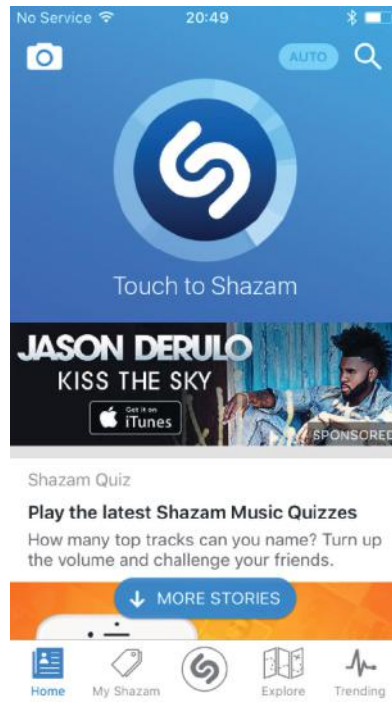 No Service 20:49
AUTO
Touch to Shazam
JASON DERULO
KISS THE SKY
Get it on
iTunes
SPONSORED
Shazam Quiz
Play the latest Shazam Music Quizzes
How many top tracks can you name? Turn up
the volume and challenge your friends.
MORE STORIES
Home My Shazam Explore Trending